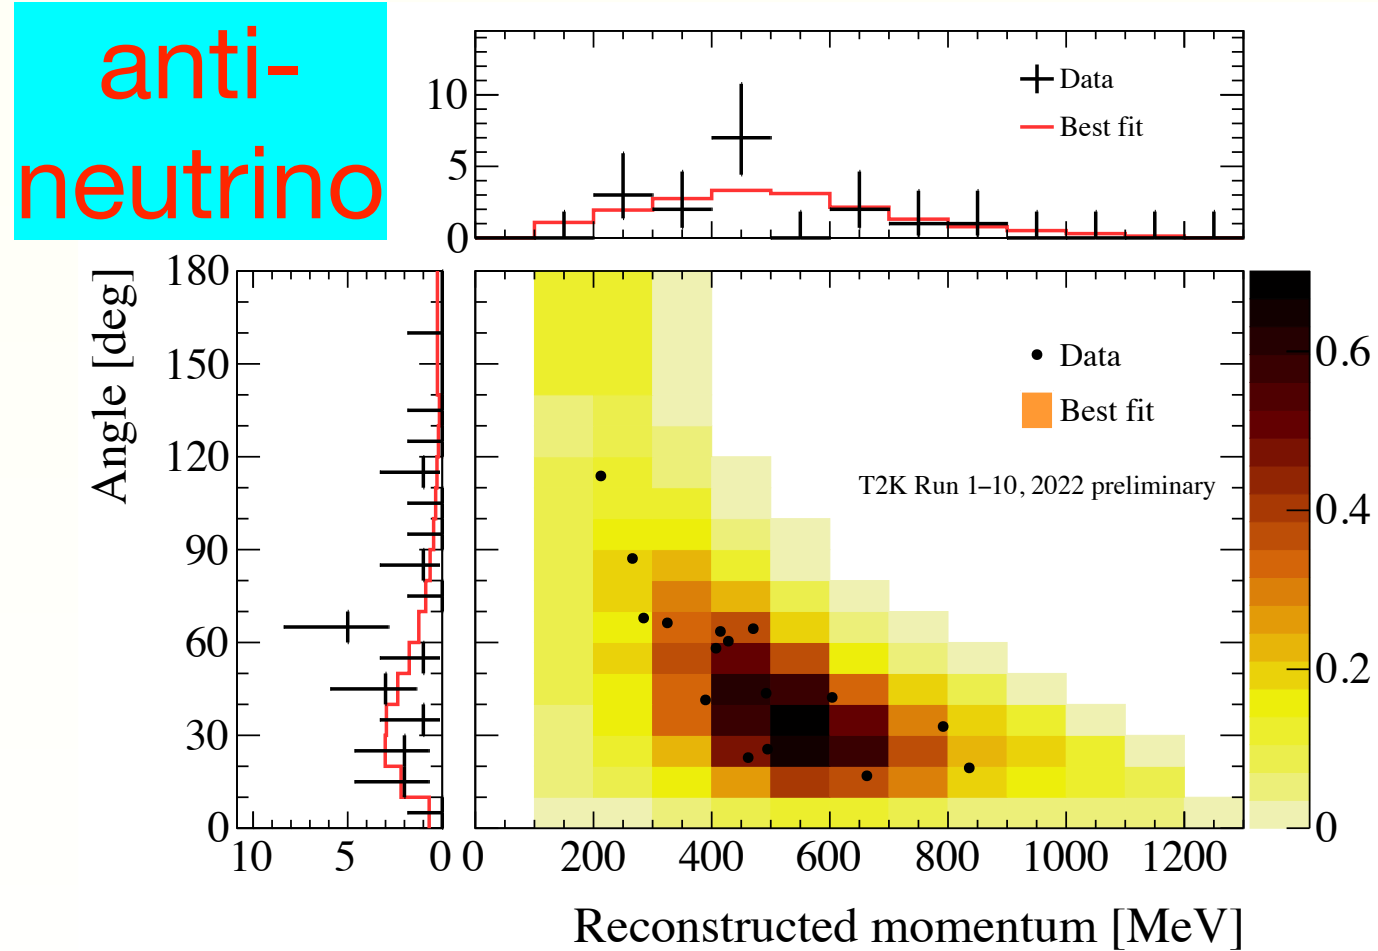 anti-
neutrino
10
5
0
Data
Best fit
Angle [deg]
180
150
120
90
60
30
0
10
5
0
Data
Best fit
T2K Run 1–10, 2022 preliminary
0.6
0.4
0.2
0
0
200
400
600
800
1000
1200
Reconstructed momentum [MeV]